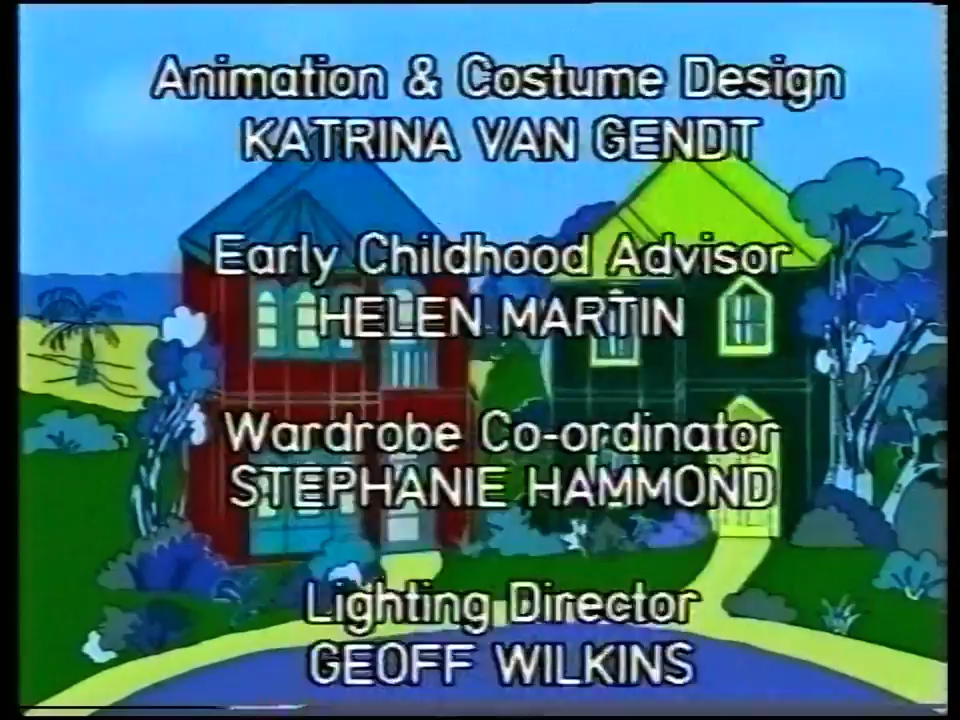 Animation & Costume Design
KATRINA VAN GENDT
Early Childhood Advisor
HELEN MARTIN
Wardrobe Co-ordinator
STEPHANIE HAMMOND
Lighting Director
GEOFF WILKINS